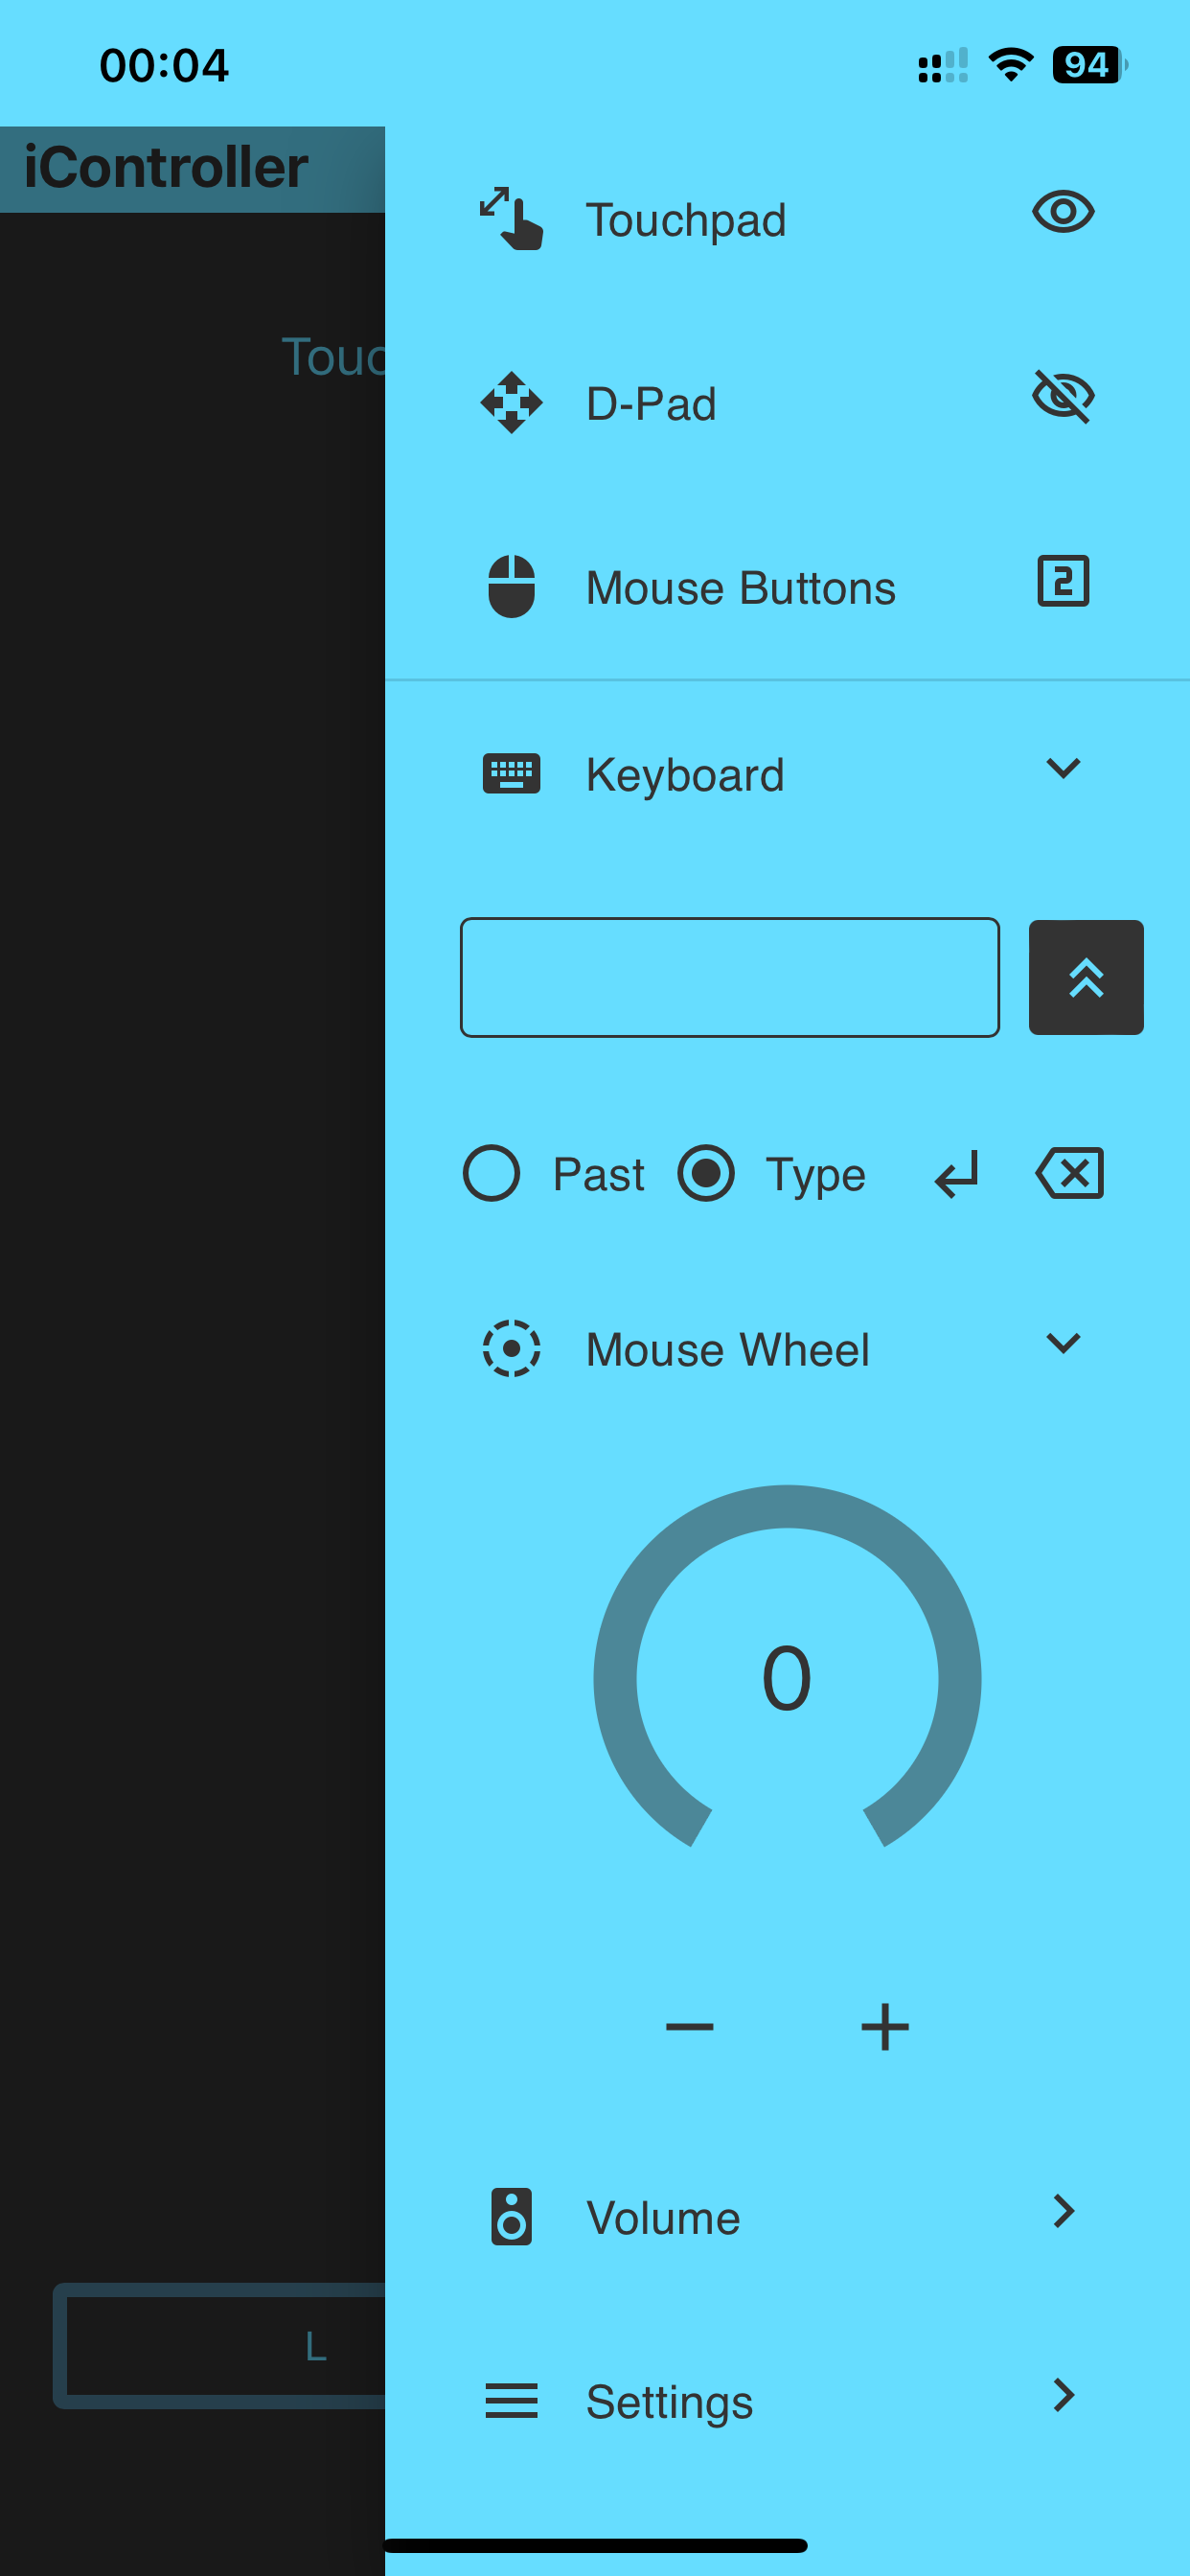 00:04
94
iController
Touchpad
Touc
D-Pad
Mouse Buttons
2
Keyboard
Past
Type
Mouse Wheel
0
Volume
L
Settings